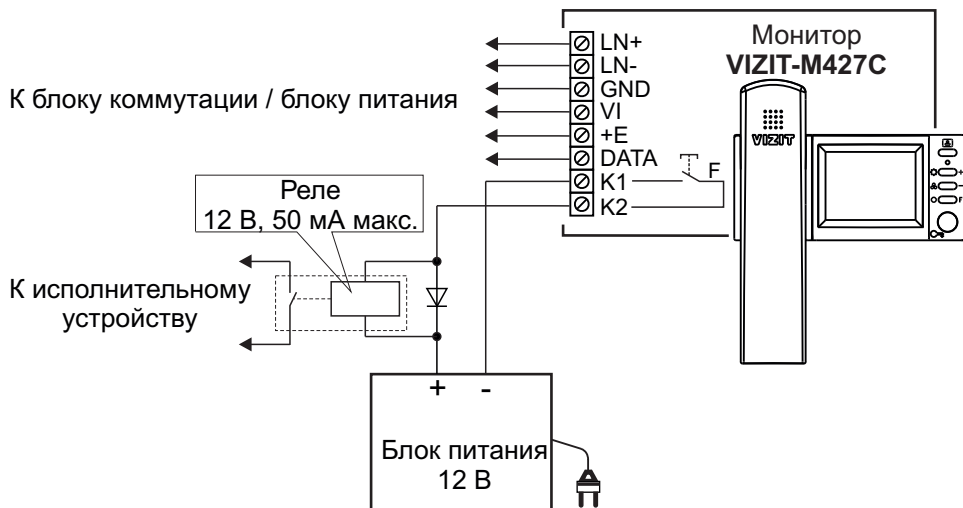 LN+
LN-
GND
VI
+E
DATA
K1
K2
F
Монитор
VIZIT-M427C
VIZIT
+
−
F
К блоку коммутации / блоку питания
Реле
12 В, 50 мА макс.
К исполнительному
устройству
+ -
Блок питания
12 В